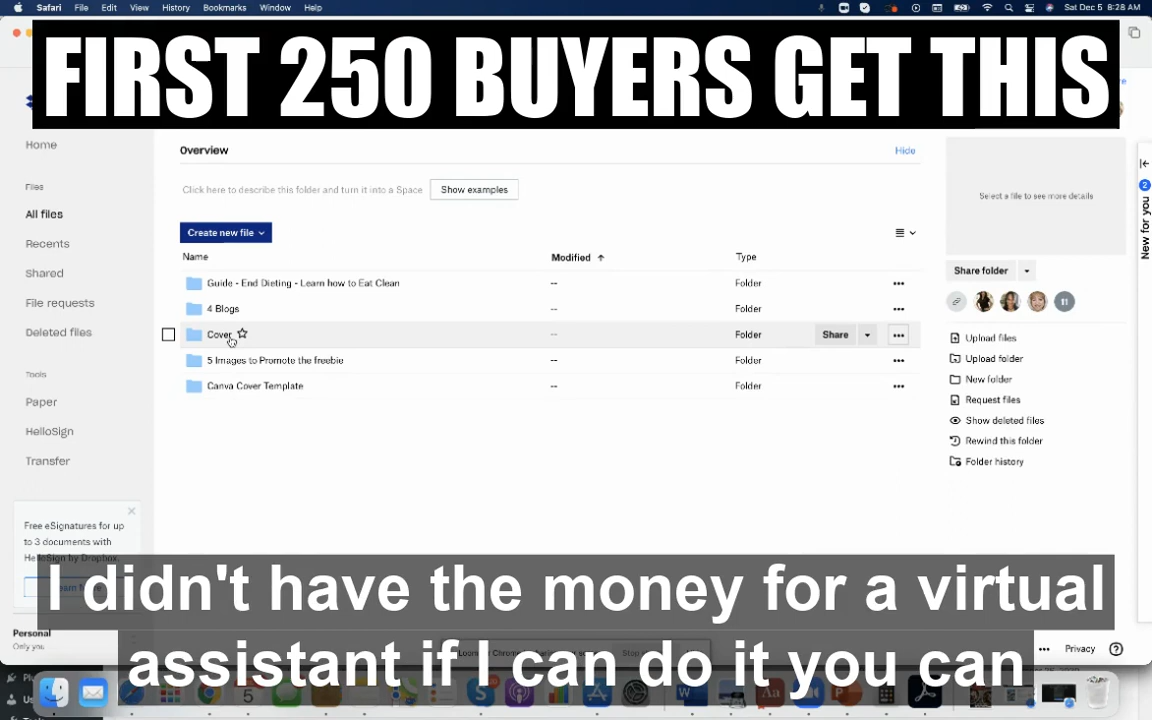 Safari File Edit View History Bookmarks Window Help
Sat Dec 5 8:28 AM
FIRST 250 BUYERS GET THIS
Home
Files
All files
Recents
Shared
File requests
Deleted files
Tools
Paper
HelloSign
Transfer
Free eSignatures for up
to 3 documents with
HelloSign by Dropbox.
Personal
Only you
Overview
Hide
Click here to describe this folder and turn it into a Space
Show examples
Create new file
Name Modified Type
Guide - End Dieting - Learn how to Eat Clean -- Folder
4 Blogs -- Folder
Cover -- Folder Share
5 Images to Promote the freebie -- Folder
Canva Cover Template -- Folder
Select a file to see more details
Share folder
11
Upload files
Upload folder
New folder
Request files
Show deleted files
Rewind this folder
Folder history
2
New for you
Privacy
I didn't have the money for a virtual
assistant if I can do it you can